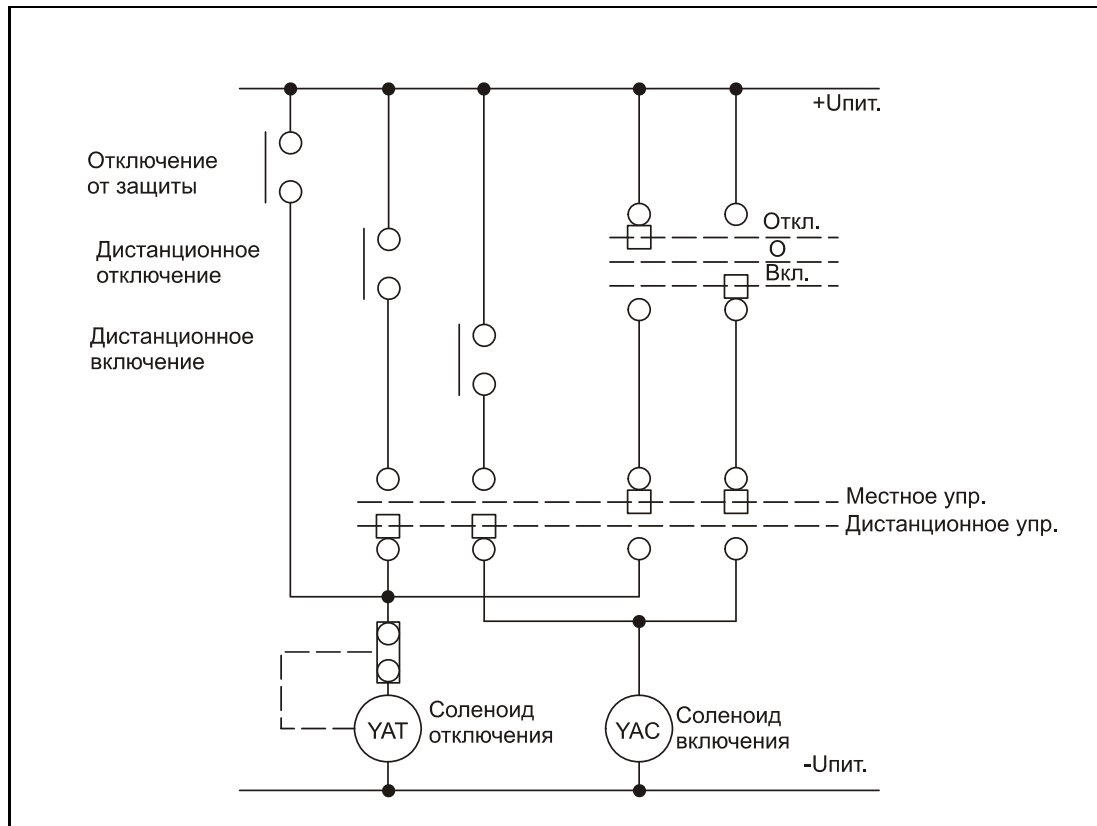 +Uпит.
Отключение
от защиты
Откл.
О
Вкл.
Дистанционное
отключение
Дистанционное
включение
Местное упр.
Дистанционное упр.
YAT
Соленоид
отключения
YAC
Соленоид
включения
-Uпит.